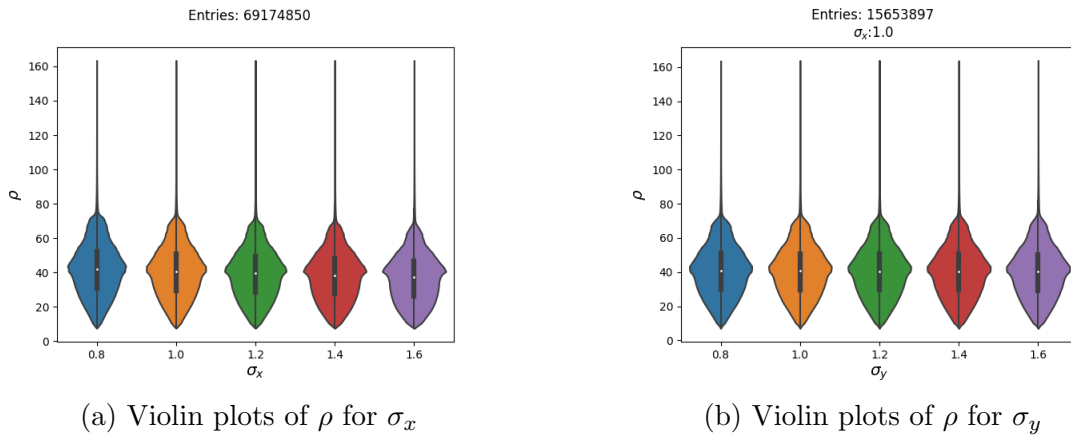 Entries: 69174850
160
140
120
100
80
60
40
20
0
ρ
0.8 1.0 1.2 1.4 1.6
σx
(a) Violin plots of ρ for σx
Entries: 15653897
σx:1.0
160
140
120
100
80
60
40
20
0
ρ
0.8 1.0 1.2 1.4 1.6
σy
(b) Violin plots of ρ for σy